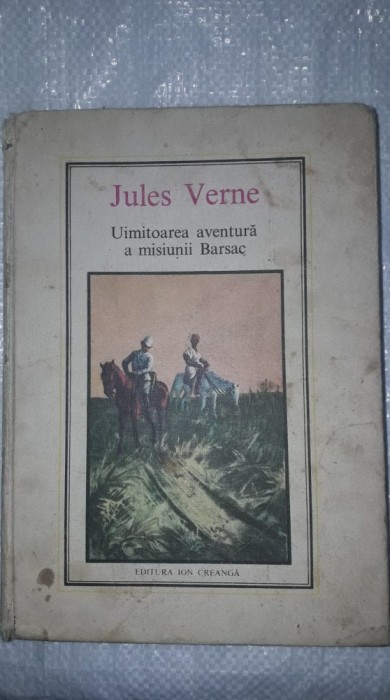 Jules Verne
Uimitoarea aventură
a misiunii Barsac
EDITURA ION CREANGĂ